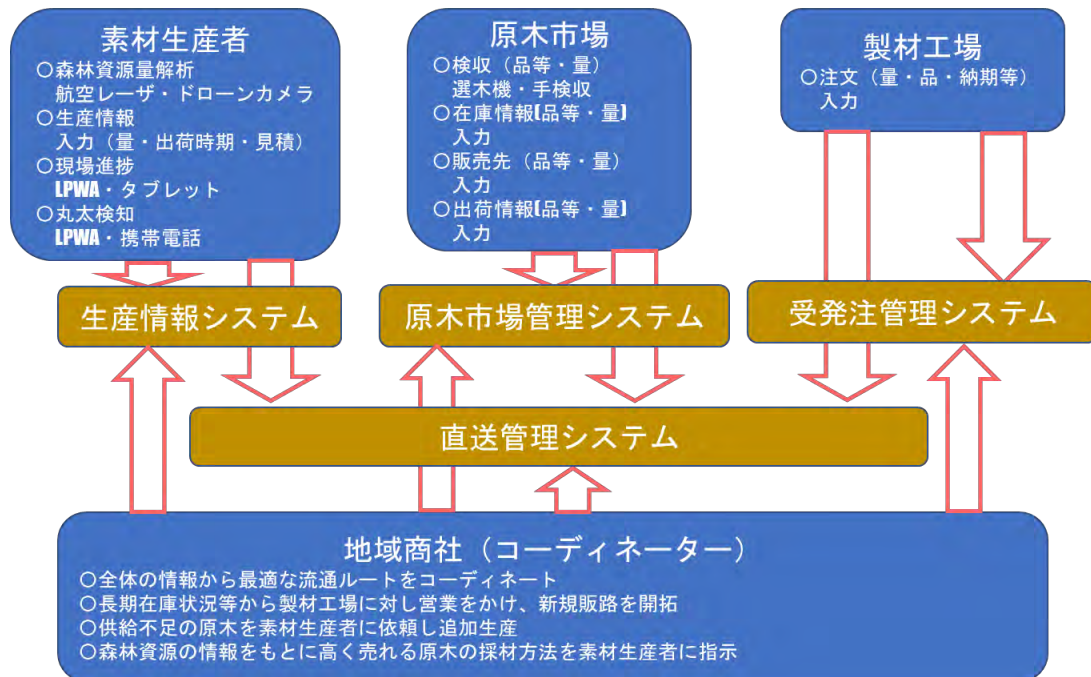 素材生産者
○森林資源量解析
航空レーザ・ドローンカメラ
○生産情報
入力（量・出荷時期・見積）
○現場進捗
LPWA・タブレット
○丸太検知
LPWA・携帯電話
原木市場
○検収（品等・量）
選木機・手検収
○在庫情報(品等・量)
入力
○販売先（品等・量）
入力
○出荷情報(品等・量)
入力
製材工場
○注文（量・品・納期等）
入力
生産情報システム
原木市場管理システム
受発注管理システム
直送管理システム
地域商社（コーディネーター）
○全体の情報から最適な流通ルートをコーディネート
○長期在庫状況等から製材工場に対し営業をかけ、新規販路を開拓
○供給不足の原木を素材生産者に依頼し追加生産
○森林資源の情報をもとに高く売れる原木の採材方法を素材生産者に指示